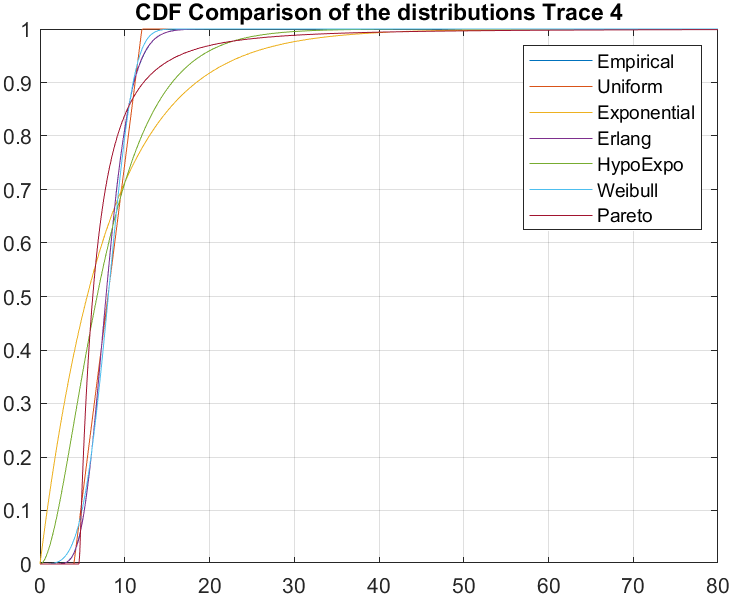 CDF Comparison of the distributions Trace 4
1
0.9
0.8
0.7
0.6
0.5
0.4
0.3
0.2
0.1
0
Empirical
Uniform
Exponential
Erlang
HypoExpo
Weibull
Pareto
0 10 20 30 40 50 60 70 80